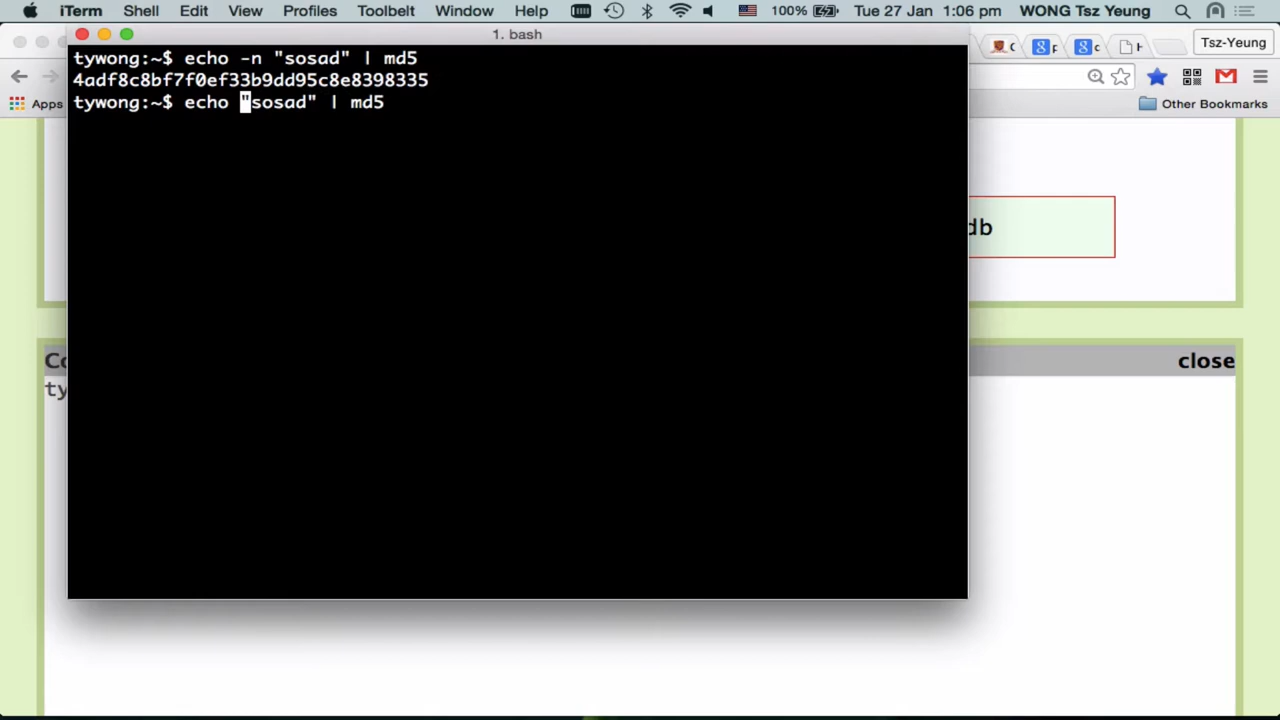 iTerm Shell Edit View Profiles Toolbelt Window Help 100% Tue 27 Jan 1:06 pm WONG Tsz Yeung
1. bash
Tsz-Yeung
Apps
Other Bookmarks
tywong:~$ echo -n "sosad" | md5
4adf8c8bf7f0ef33b9dd95c8e8398335
tywong:~$ echo "sosad" | md5
db
Co
close
ty